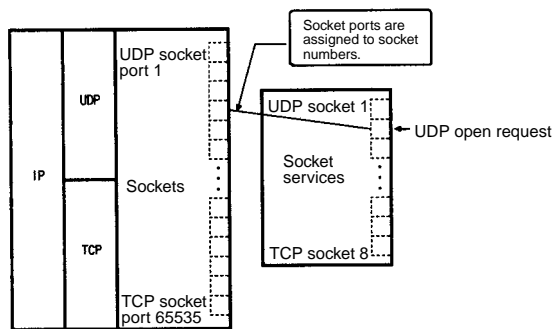 Socket ports are
assigned to socket
numbers.
UDP socket
port 1
UDP
UDP socket 1
UDP open request
IP
Sockets
Socket
services
TCP
TCP socket 8
TCP socket
port 65535